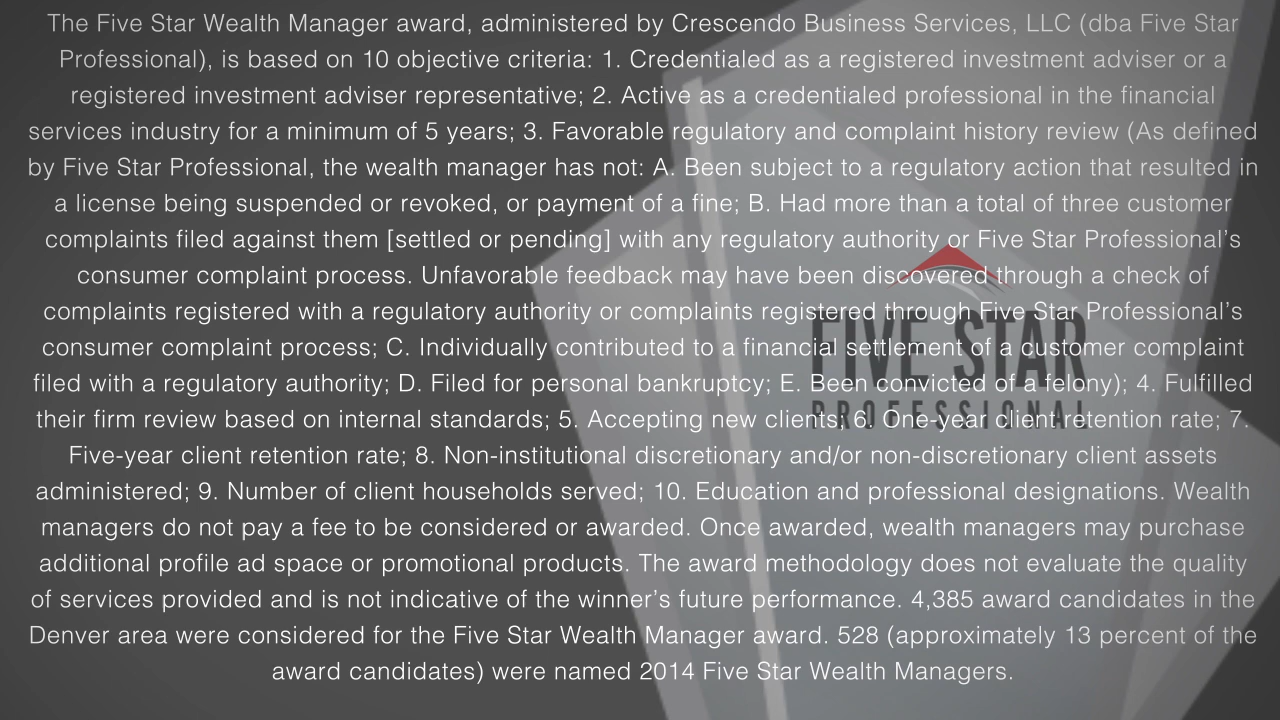 The Five Star Wealth Manager award, administered by Crescendo Business Services, LLC (dba Five Star
Professional), is based on 10 objective criteria: 1. Credentialed as a registered investment adviser or a
registered investment adviser representative; 2. Active as a credentialed professional in the financial
services industry for a minimum of 5 years; 3. Favorable regulatory and complaint history review (As defined
by Five Star Professional, the wealth manager has not: A. Been subject to a regulatory action that resulted in
a license being suspended or revoked, or payment of a fine; B. Had more than a total of three customer
complaints filed against them [settled or pending] with any regulatory authority or Five Star Professional's
consumer complaint process. Unfavorable feedback may have been discovered through a check of
complaints registered with a regulatory authority or complaints registered through Five Star Professional's
consumer complaint process; C. Individually contributed to a financial settlement of a customer complaint
filed with a regulatory authority; D. Filed for personal bankruptcy; E. Been convicted of a felony); 4. Fulfilled
their firm review based on internal standards; 5. Accepting new clients; 6. One-year client retention rate; 7.
Five-year client retention rate; 8. Non-institutional discretionary and/or non-discretionary client assets
administered; 9. Number of client households served; 10. Education and professional designations. Wealth
managers do not pay a fee to be considered or awarded. Once awarded, wealth managers may purchase
additional profile ad space or promotional products. The award methodology does not evaluate the quality
of services provided and is not indicative of the winner's future performance. 4,385 award candidates in the
Denver area were considered for the Five Star Wealth Manager award. 528 (approximately 13 percent of the
award candidates) were named 2014 Five Star Wealth Managers.
FIVE STAR
PROFESSIONAL